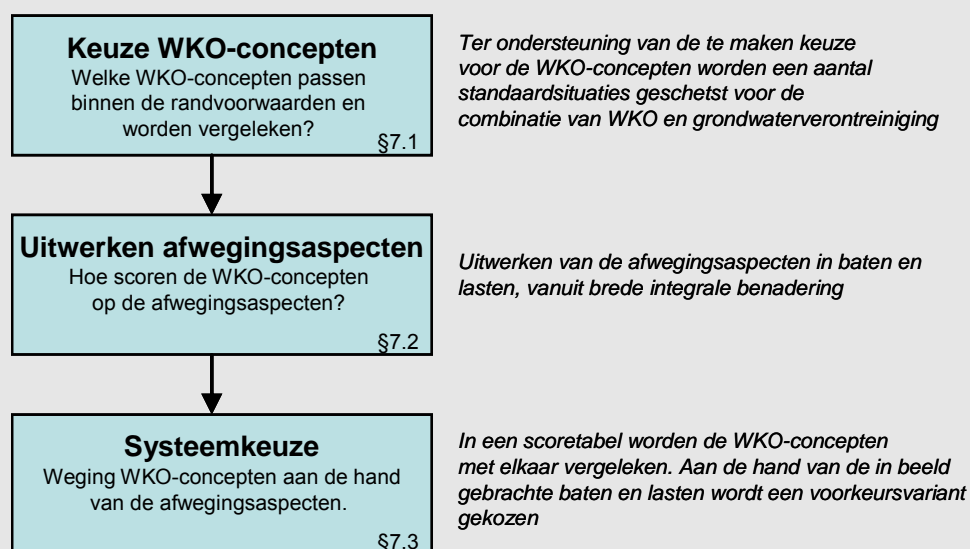 Keuze WKO-concepten
Welke WKO-concepten passen
binnen de randvoorwaarden en
worden vergeleken?
§7.1
Ter ondersteuning van de te maken keuze
voor de WKO-concepten worden een aantal
standaardsituaties geschetst voor de
combinatie van WKO en grondwaterverontreiniging
Uitwerken afwegingsaspecten
Hoe scoren de WKO-concepten
op de afwegingsaspecten?
§7.2
Uitwerken van de afwegingsaspecten in baten en
lasten, vanuit brede integrale benadering
Systeemkeuze
Weging WKO-concepten aan de hand
van de afwegingsaspecten.
§7.3
In een scoretabel worden de WKO-concepten
met elkaar vergeleken. Aan de hand van de in beeld
gebrachte baten en lasten wordt een voorkeursvariant
gekozen